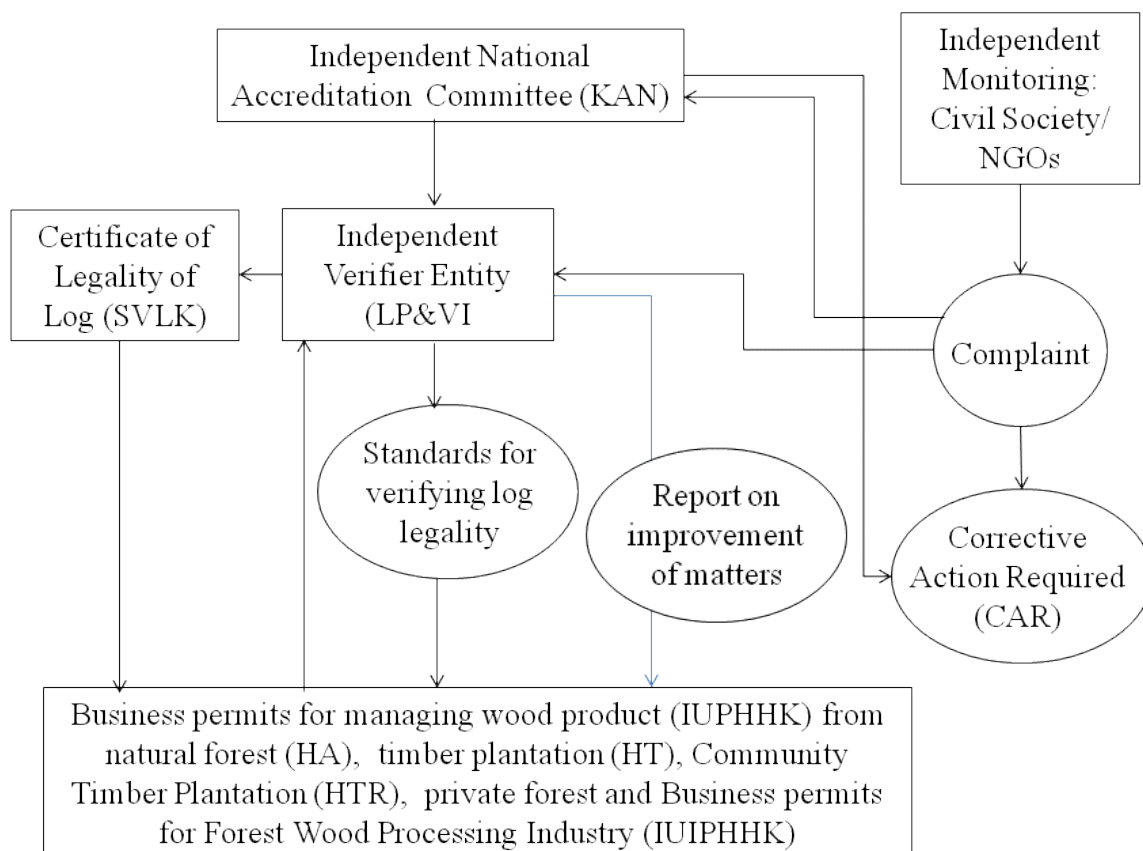 Independent National
Accreditation Committee (KAN)
Independent
Monitoring:
Civil Society/
NGOs
Certificate of
Legality of
Log (SVLK)
Independent
Verifier Entity
(LP&VI
Complaint
Standards for
verifying log
legality
Report on
improvement
of matters
Corrective
Action Required
(CAR)
Business permits for managing wood product (IUPHHK) from
natural forest (HA), timber plantation (HT), Community
Timber Plantation (HTR), private forest and Business permits
for Forest Wood Processing Industry (IUIPHHK)